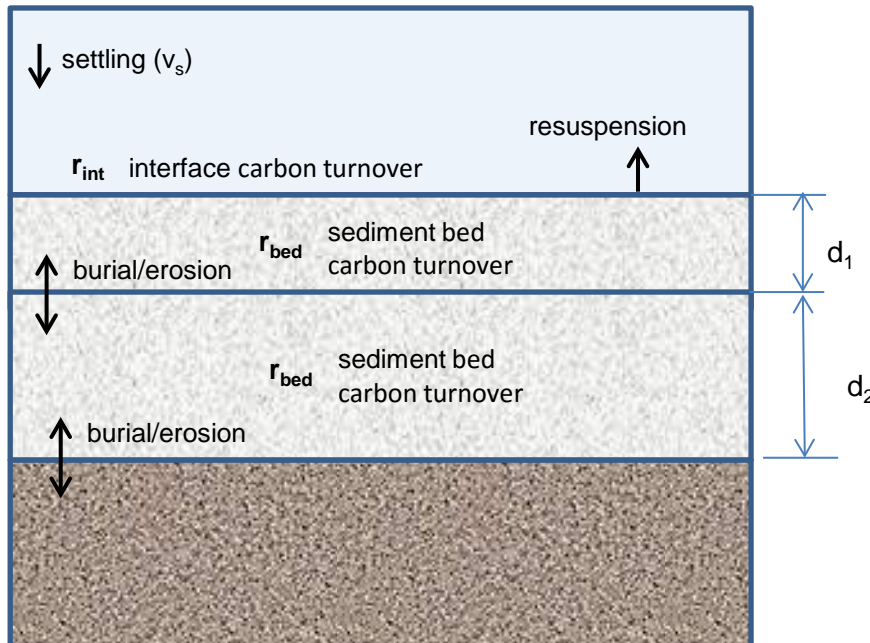 settling (vs)
resuspension
rint interface carbon turnover
rbed sediment bed
carbon turnover
burial/erosion
d1
rbed sediment bed
carbon turnover
d2
burial/erosion